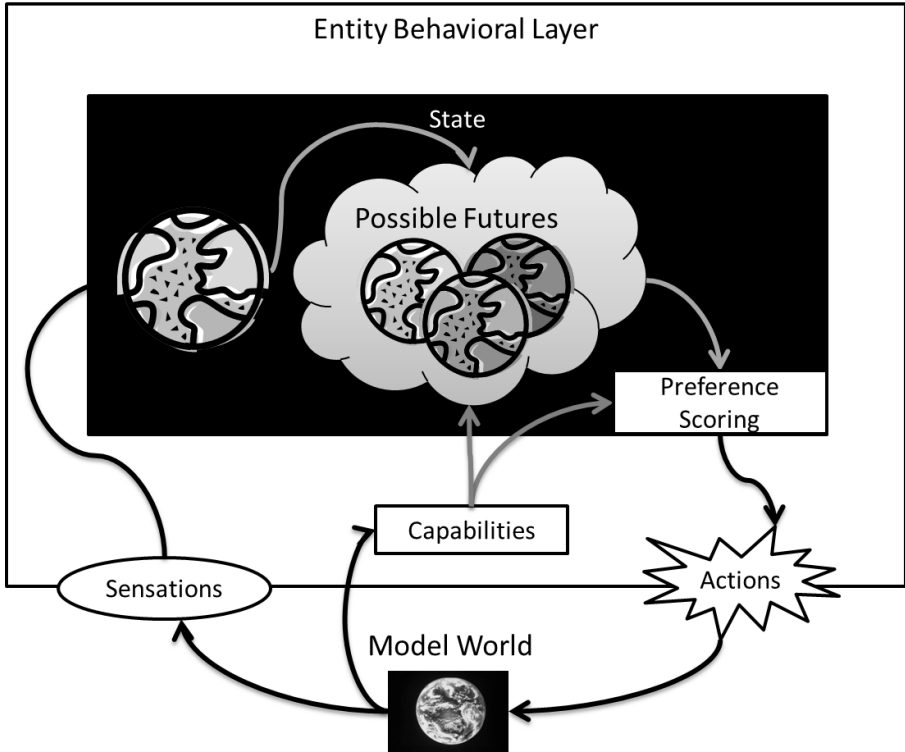 Entity Behavioral Layer
State
Possible Futures
Preference
Scoring
Capabilities
Sensations
Actions
Model World